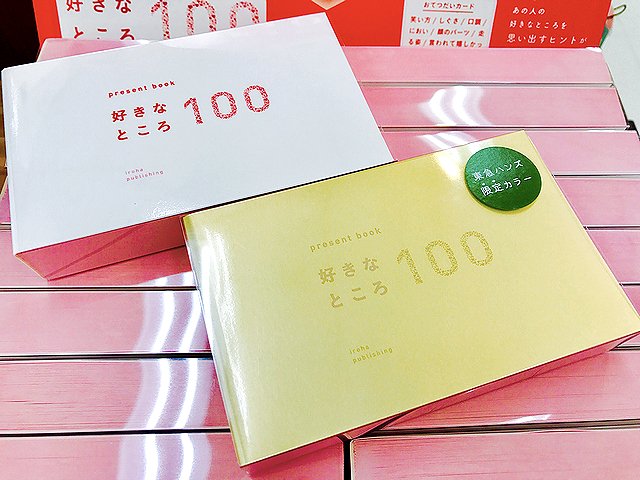 好きな
ところ
100
おてつだいカード
笑い方 / しぐさ / 口調 /
におい / 顔のパーツ / 走
る姿 / 言われて嬉しかっ
あの人の
好きなところを
思い出すヒントが
present book
好きな
ところ
100
iroha
publishing
東急ハンズ
限定カラー
present book
好きな
ところ
100
iroha
publishing